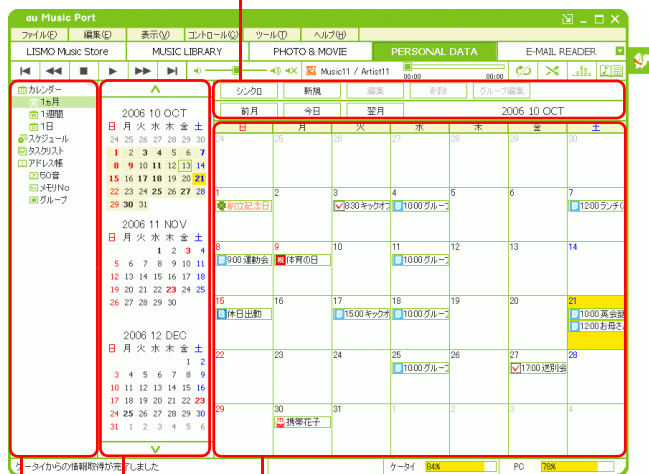 au Music Port
ファイル(F) 編集(E) 表示(V) コントロール(C) ツール(T) ヘルプ(H)
LISMO Music Store MUSIC LIBRARY PHOTO & MOVIE PERSONAL DATA E-MAIL READER
Music11 / Artist11 00:00 00:00
カレンダー
1ヵ月
1週間
1日
スケジュール
タスクリスト
アドレス帳
50音
メモリNo
グループ
2006 10 OCT
日 月 火 水 木 金 土
24 25 26 27 28 29 30
1 2 3 4 5 6 7
8 9 10 11 12 13 14
15 16 17 18 19 20 21
22 23 24 25 26 27 28
29 30 31
2006 11 NOV
日 月 火 水 木 金 土
1 2 3 4
5 6 7 8 9 10 11
12 13 14 15 16 17 18
19 20 21 22 23 24 25
26 27 28 29 30
2006 12 DEC
日 月 火 水 木 金 土
1 2
3 4 5 6 7 8 9
10 11 12 13 14 15 16
17 18 19 20 21 22 23
24 25 26 27 28 29 30
31 1 2 3 4 5 6
シンクロ 新規 編集 削除 グループ編集
前月 今日 翌月 2006 10 OCT
日 月 火 水 木 金 土
24 25 26 27 28 29 30
1 2 3 4 5 6 7
創立記念日 8:30 キックオフ 10:00 グルー 12:00 ランチ
8 9 10 11 12 13 14
9:00 運動会 祝 体育の日 10:00 グルー
15 16 17 18 19 20 21
休日出勤 15:00 キックオ 10:00 グルー 10:00 英会話
12:00 お母さ
22 23 24 25 26 27 28
10:00 グルー 17:00 送別会
29 30 31 1 2 3 4
携帯花子
ケータイからの情報取得が完了しました ケータイ 84% PC 78%